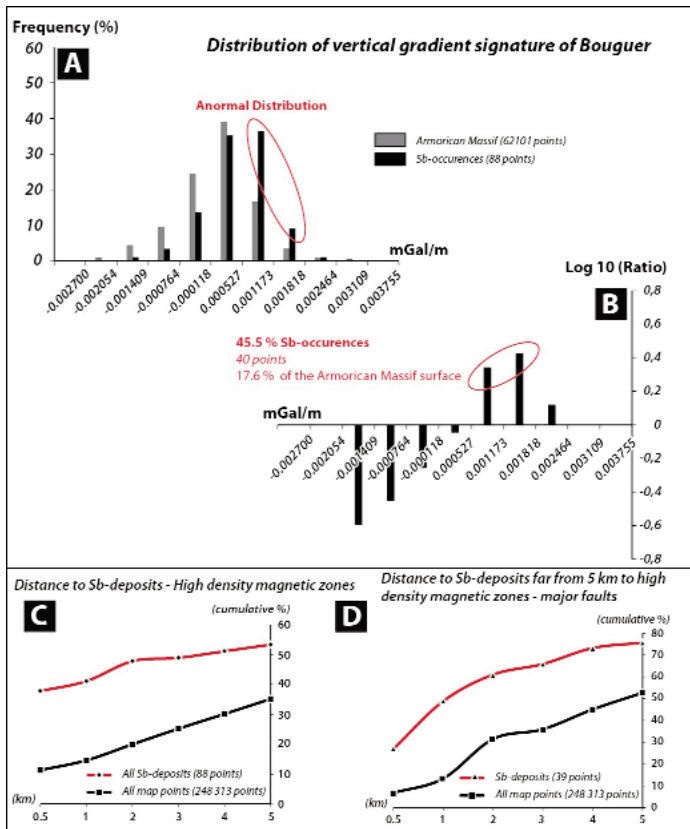 Frequency (%)
Distribution of vertical gradient signature of Bouguer
A
60
50
40
30
20
10
0
Anormal Distribution
Armorican Massif (62101 points)
Sb-occurences (88 points)
mGal/m
-0.002700
-0.002054
-0.001409
-0.000764
-0.000118
0.000527
0.001173
0.001818
0.002464
0.003109
0.003755
Log 10 (Ratio)
B
0,8
0,6
0,4
0,2
0
-0,2
-0,4
-0,6
-0,8
45.5 % Sb-occurences
40 points
17.6 % of the Armorican Massif surface
mGal/m
-0.002700
-0.002054
-0.001409
-0.000764
-0.000118
0.000527
0.001173
0.001818
0.002464
0.003109
0.003755
Distance to Sb-deposits - High density magnetic zones
C
(cumulative %)
60
50
40
30
20
10
0
All Sb-deposits (88 points)
All map points (248 313 points)
(km)
0.5
1
2
3
4
5
Distance to Sb-deposits far from 5 km to high
density magnetic zones - major faults
D
(cumulative %)
80
70
60
50
40
30
20
10
0
Sb-deposits (39 points)
All map points (248 313 points)
(km)
0.5
1
2
3
4
5